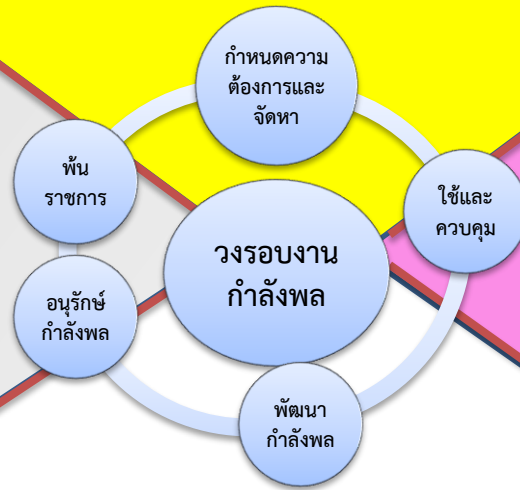 กำหนดความ
ต้องการและ
จัดหา
ใช้และ
ควบคุม
พัฒนา
กำลังพล
อนุรักษ์
กำลังพล
พ้น
ราชการ
วงรอบงาน
กำลังพล